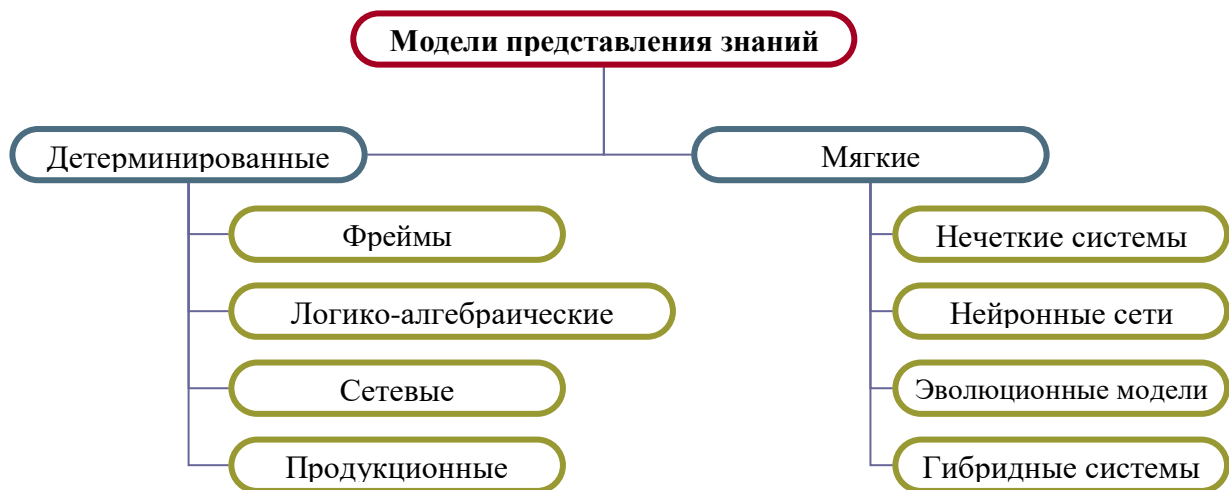 Модели представления знаний
Детерминированные
Мягкие
Фреймы
Логико-алгебраические
Сетевые
Продукционные
Нечеткие системы
Нейронные сети
Эволюционные модели
Гибридные системы